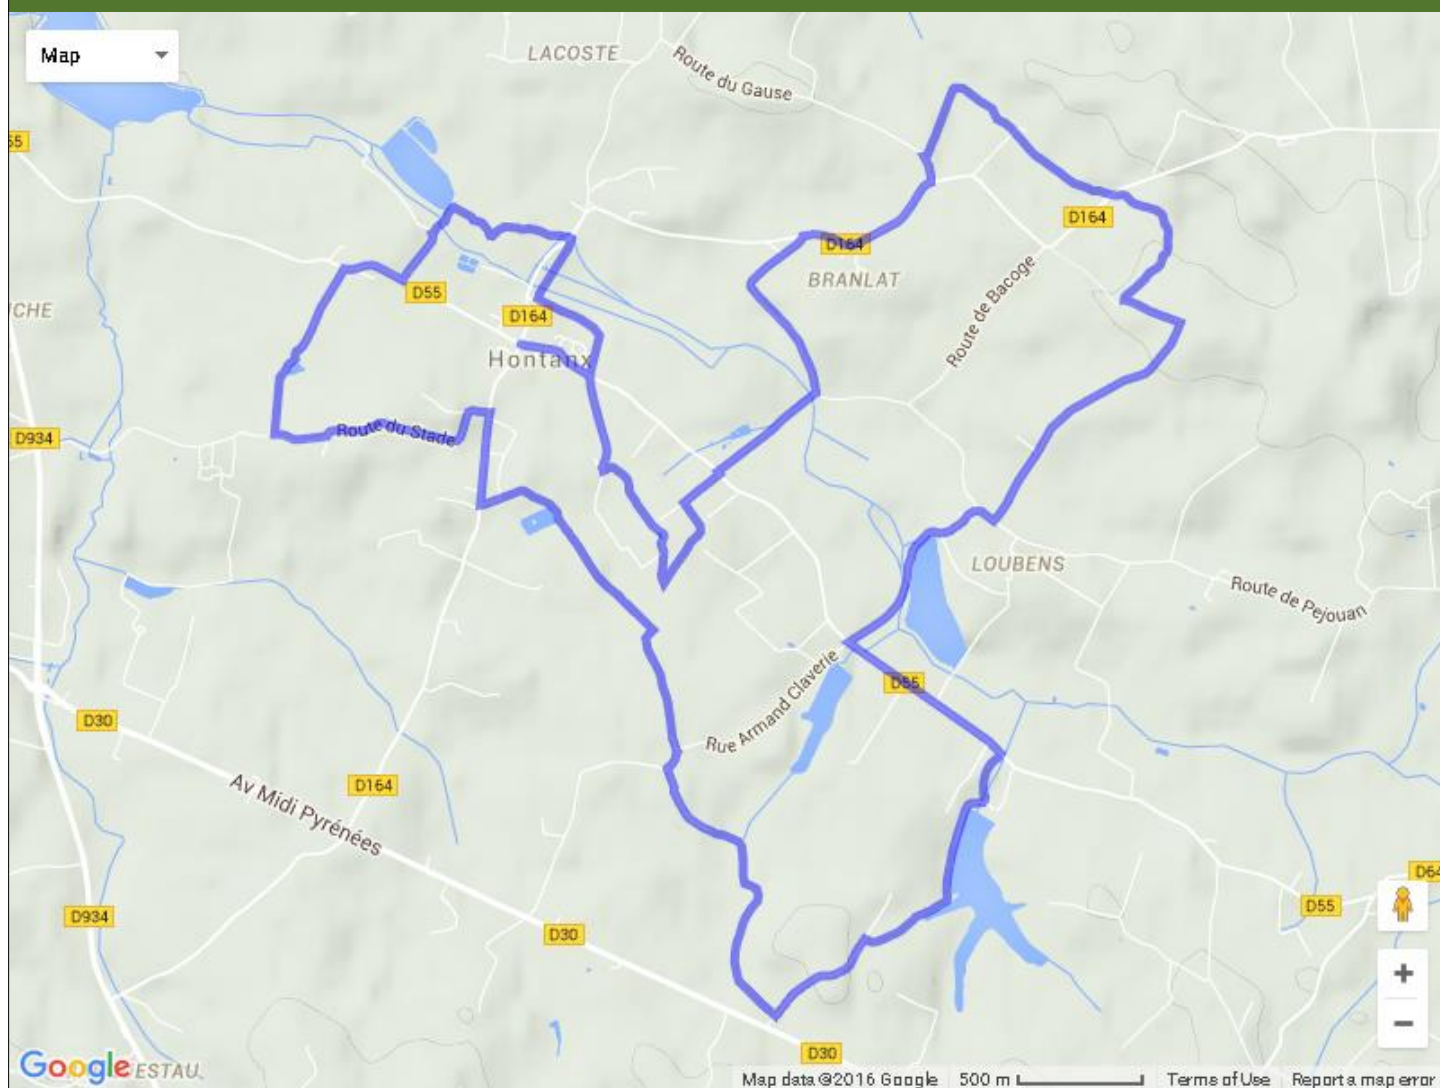 Map
LACOSTE
Route du Gause
55
D164
D164
BRANLAT
Route de Bacoge
D55
D164
UCHE
Hontanx
Route du Stade
D934
LOUBENS
Route de Pejouan
Rue Armand Claverie
D55
D30
D164
Av Midi Pyrénées
D64
D55
D934
D30
D30
Google
ESTAU
Map data ©2016 Google 500 m Terms of Use Report a map error